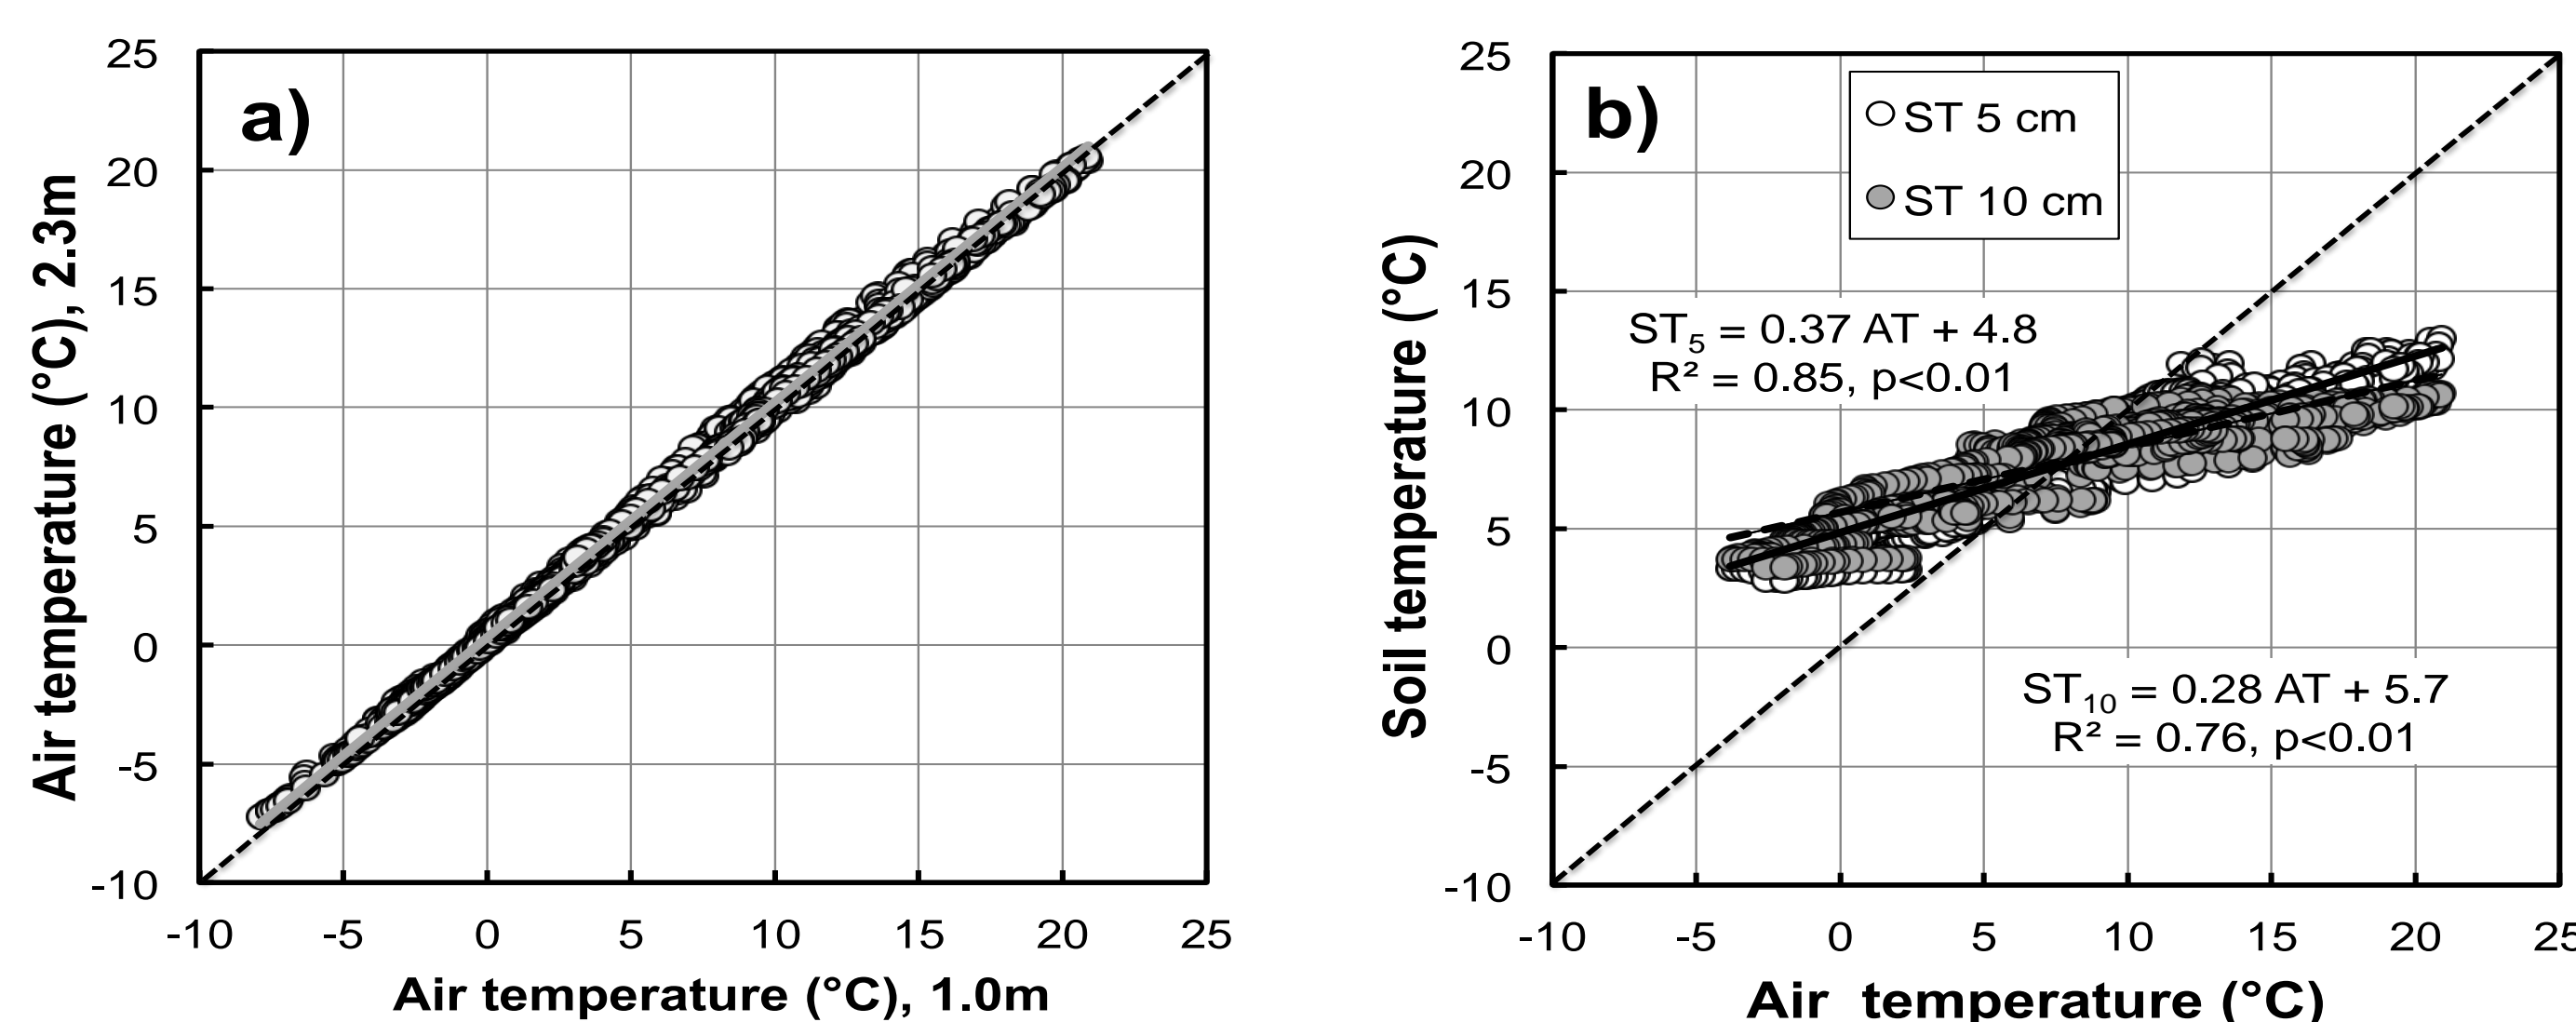 a)
25
20
15
10
5
0
-5
-10
-10 -5 0 5 10 15 20 25
Air temperature (°C), 2.3m
Air temperature (°C), 1.0m
b)
ST 5 cm
ST 10 cm
25
20
15
10
5
0
-5
-10
ST₅ = 0.37 AT + 4.8
R² = 0.85, p<0.01
ST₁₀ = 0.28 AT + 5.7
R² = 0.76, p<0.01
-10 -5 0 5 10 15 20 25
Soil temperature (°C)
Air temperature (°C)